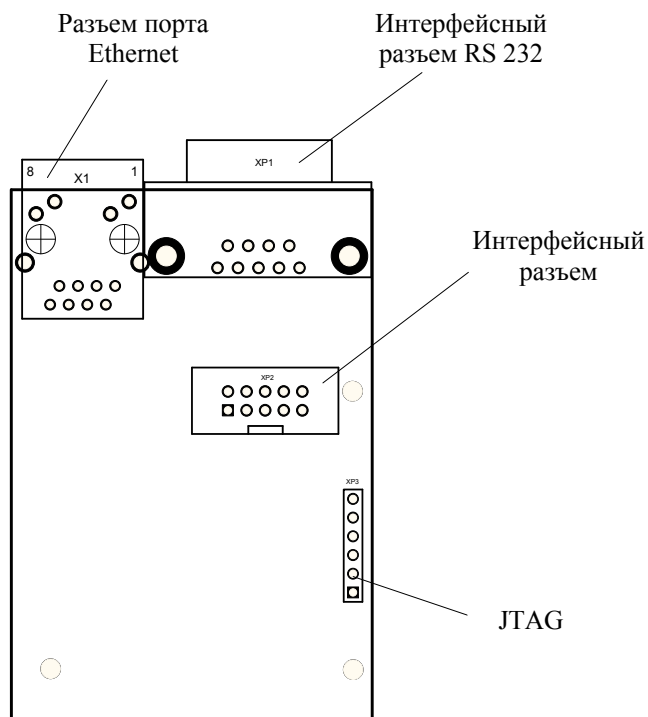 Разъем порта
Ethernet
Интерфейсный
разъем RS 232
XP1
8
X1
1
Интерфейсный
разъем
XP2
XP3
JTAG